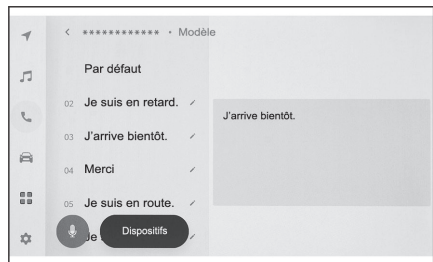 ************ • Modèle
Par défaut
02 Je suis en retard.
03 J'arrive bientôt.
04 Merci
05 Je suis en route.
Je
Dispositifs
J'arrive bientôt.